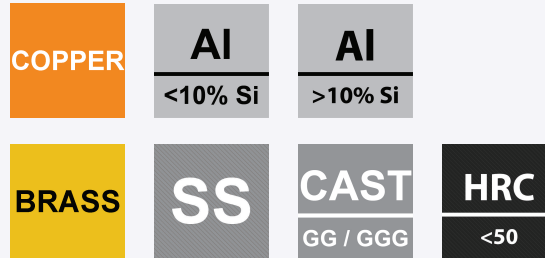 COPPER
Al
<10% Si
Al
>10% Si
BRASS
SS
CAST
GG / GGG
HRC
<50